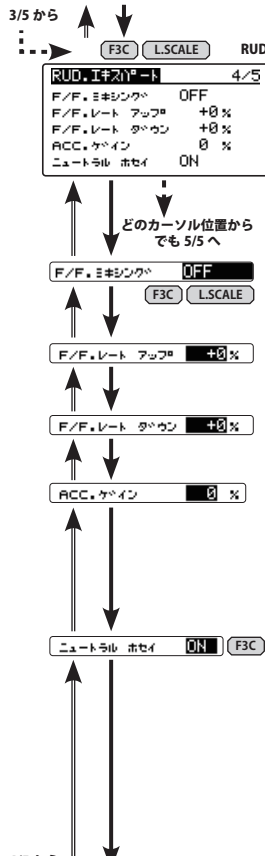 3/5 から
F3C L.SCALE RUD
RUD.エキスパート 4/5
F/F.ミキシング OFF
F/F.レート アップ +0%
F/F.レート ダウン +0%
ACC.ゲイン 0 %
ニュートラル ホセイ ON
どのカーソル位置から
でも 5/5 へ
F/F.ミキシング OFF
F3C L.SCALE
F/F.レート アップ +0%
F/F.レート ダウン +0%
ACC.ゲイン 0 %
ニュートラル ホセイ ON F3C